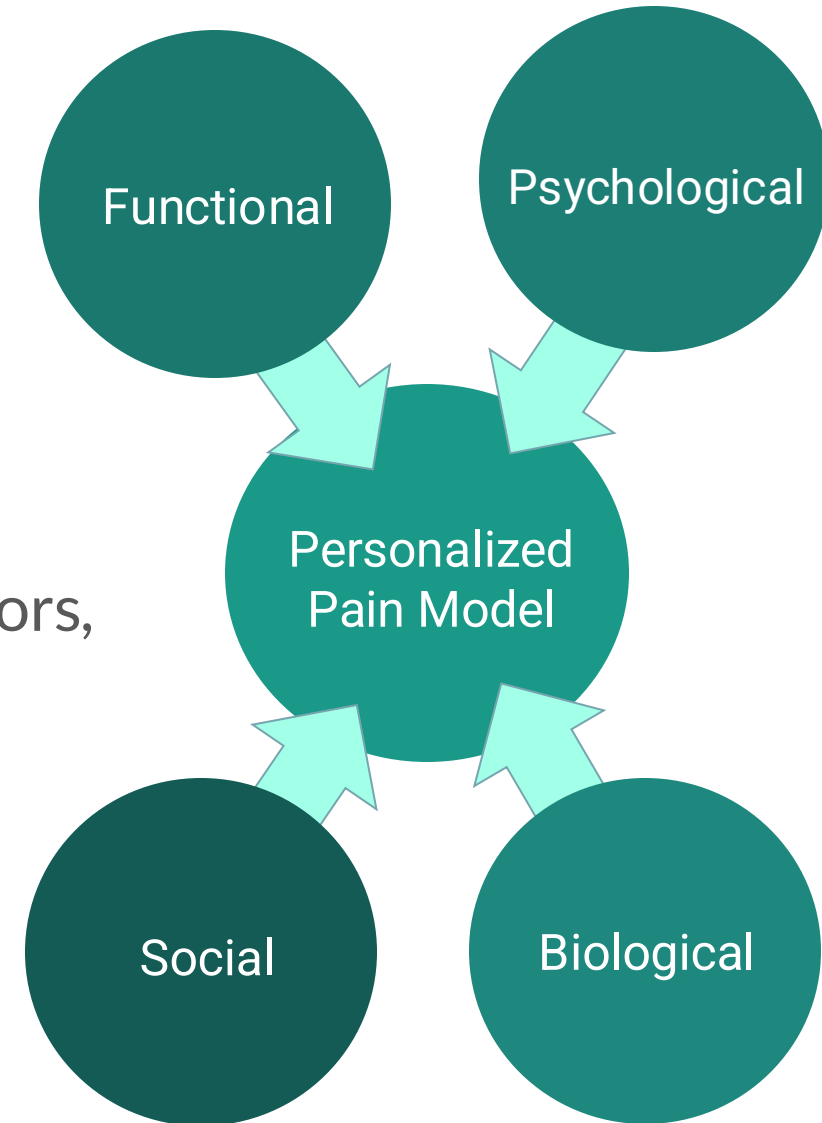 Functional
Psychological
Personalized
Pain Model
ors,
Social
Biological